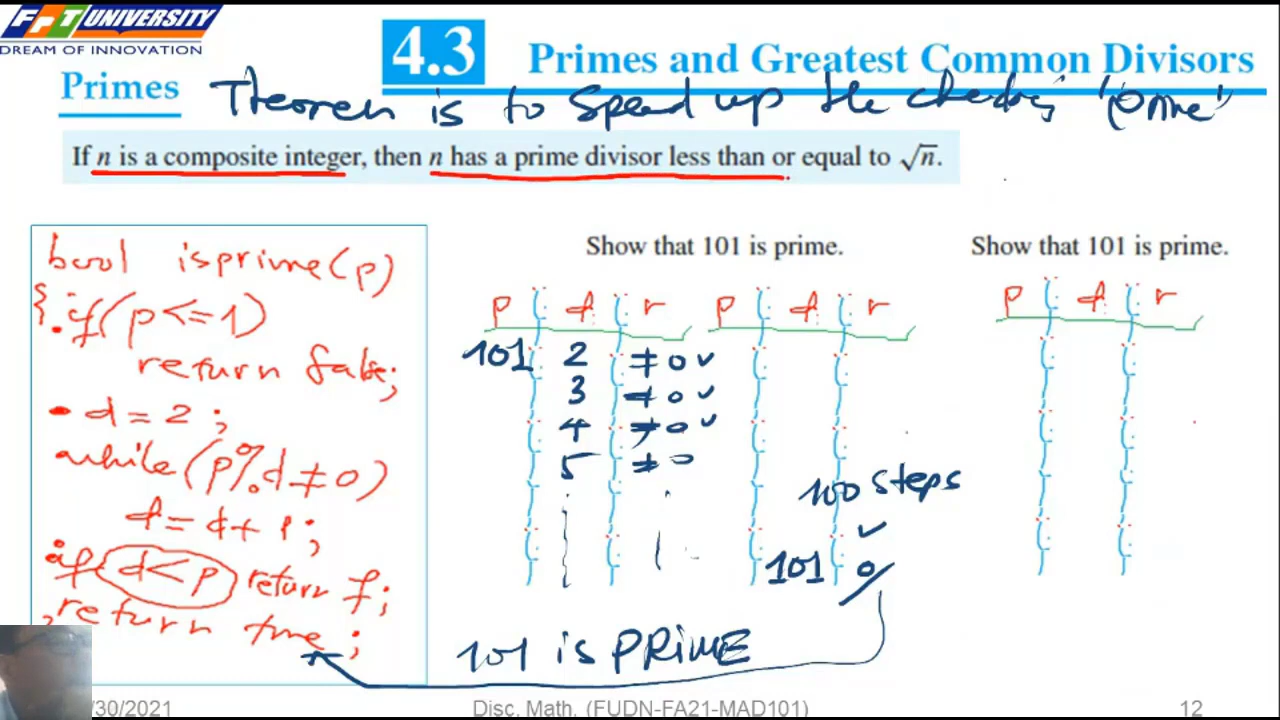 FPT UNIVERSITY
DREAM OF INNOVATION
4.3 Primes and Greatest Common Divisors
Primes
Theorem is to speed up the checking "prime"
If n is a composite integer, then n has a prime divisor less than or equal to √n.
bool isprime(p)
{ if(p<=1)
return false;
d=2;
while(p%d≠0)
d=d+1;
if d<p return f;
return true;
Show that 101 is prime.
p d r p d r
101 2 ≠0 ✓
3 ≠0 ✓
4 ≠0 ✓
5 ≠0
100 steps
✓
101 0
101 is PRIME
Show that 101 is prime.
p d r
/30/2021
Disc. Math. (FUDN-FA21-MAD101)
12